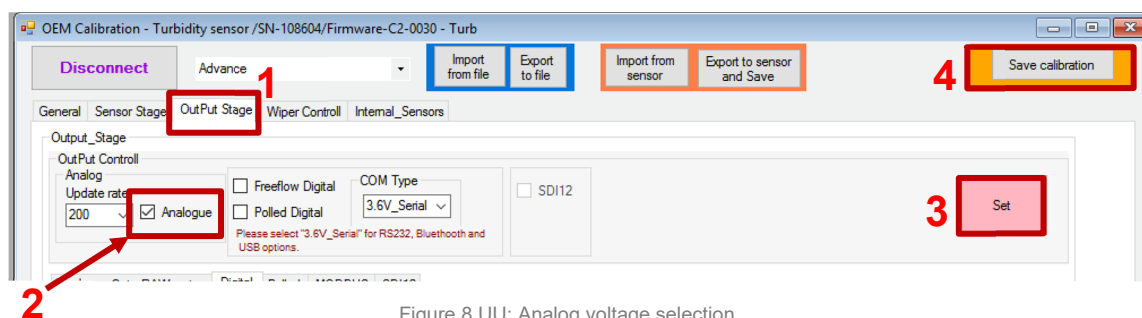 OEM Calibration - Turbidity sensor /SN-108604/Firmware-C2-0030 - Turb
Disconnect
Advance
Import from file
Export to file
Import from sensor
Export to sensor and Save
Save calibration
1
4
General
Sensor Stage
OutPut Stage
Wiper Controll
Internal_Sensors
Output_Stage
OutPut Controll
Analog
Update rate
200
Analogue
Freeflow Digital
Polled Digital
COM Type
3.6V_Serial
Please select "3.6V_Serial" for RS232, Bluethooth and
USB options.
SDI12
3
Set
2
Digital
Figure 8 UU: Analog voltage selection